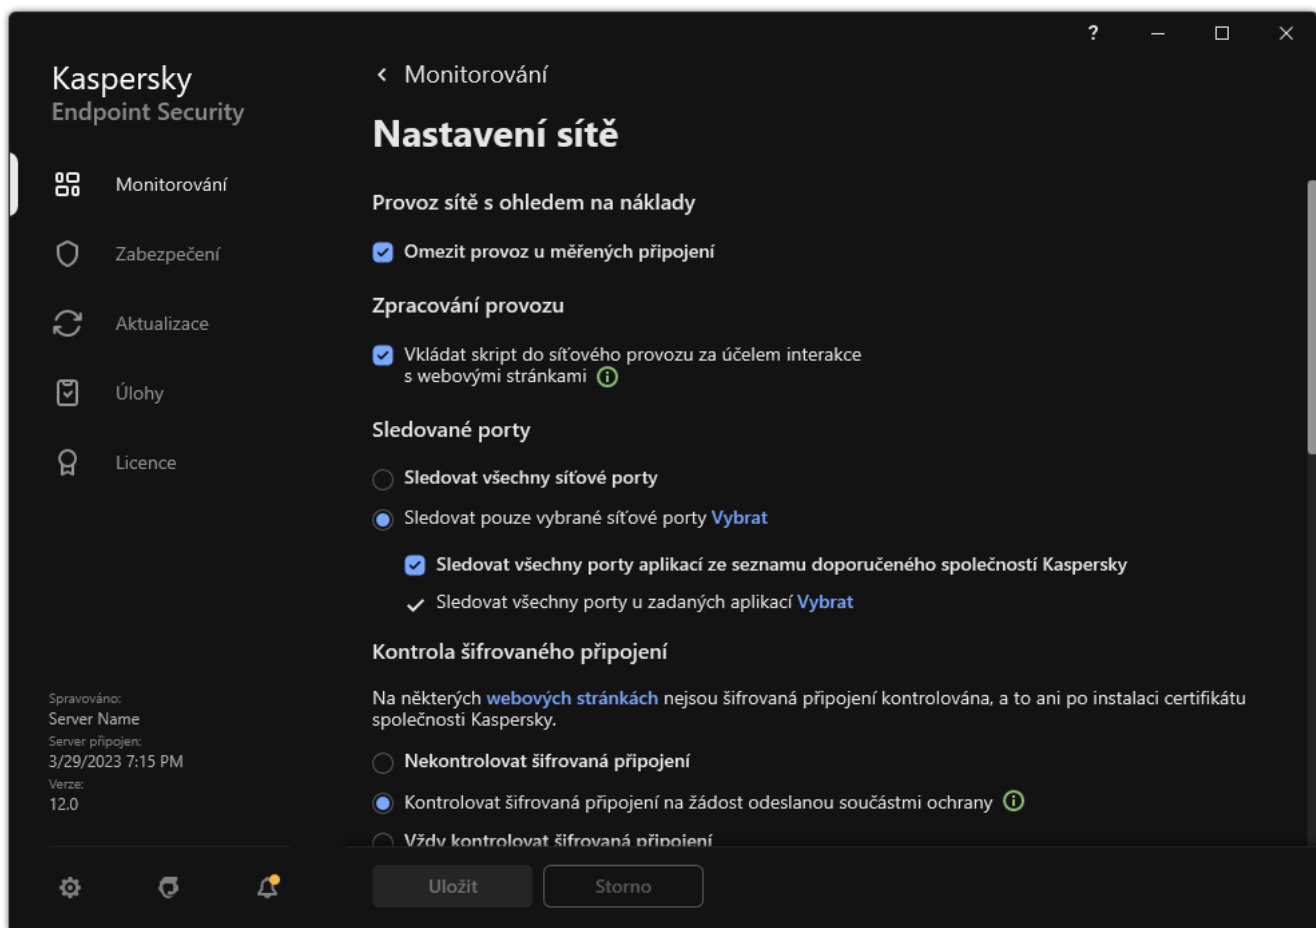 ?
Kaspersky
Endpoint Security
Monitorování
Zabezpečení
Aktualizace
Úlohy
Licence
Spravováno:
Server Name
Server připojen:
3/29/2023 7:15 PM
Verze:
12.0
Monitorování
Nastavení sítě
Provoz sítě s ohledem na náklady
Omezit provoz u měřených připojení
Zpracování provozu
Vkládat skript do síťového provozu za účelem interakce
s webovými stránkami
Sledované porty
Sledovat všechny síťové porty
Sledovat pouze vybrané síťové porty Vybrat
Sledovat všechny porty aplikací ze seznamu doporučeného společností Kaspersky
Sledovat všechny porty u zadaných aplikací Vybrat
Kontrola šifrovaného připojení
Na některých webových stránkách nejsou šifrovaná připojení kontrolována, a to ani po instalaci certifikátu
společnosti Kaspersky.
Nekontrolovat šifrovaná připojení
Kontrolovat šifrovaná připojení na žádost odeslanou součástmi ochrany
Vždy kontrolovat šifrovaná připojení
Uložit
Storno